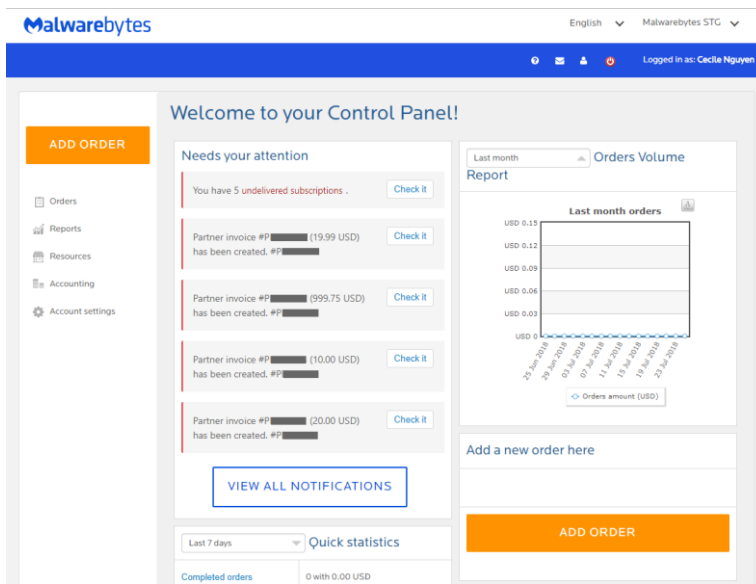 Malwarebytes
English
Malwarebytes STG
Logged in as: Cecile Nguyen
ADD ORDER
Orders
Reports
Resources
Accounting
Account settings
Welcome to your Control Panel!
Needs your attention
You have 5 undelivered subscriptions .
Check it
Partner invoice #P (19.99 USD)
has been created. #P
Check it
Partner invoice #P (999.75 USD)
has been created. #P
Check it
Partner invoice #P (10.00 USD)
has been created. #P
Check it
Partner invoice #P (20.00 USD)
has been created. #P
Check it
VIEW ALL NOTIFICATIONS
Last 7 days
Quick statistics
Completed orders
0 with 0.00 USD
Last month
Orders Volume
Report
Last month orders
USD 0.15
USD 0.12
USD 0.09
USD 0.06
USD 0.03
USD 0
25 Jun 2018
29 Jun 2018
03 Jul 2018
07 Jul 2018
11 Jul 2018
15 Jul 2018
19 Jul 2018
23 Jul 2018
Orders amount (USD)
Add a new order here
ADD ORDER